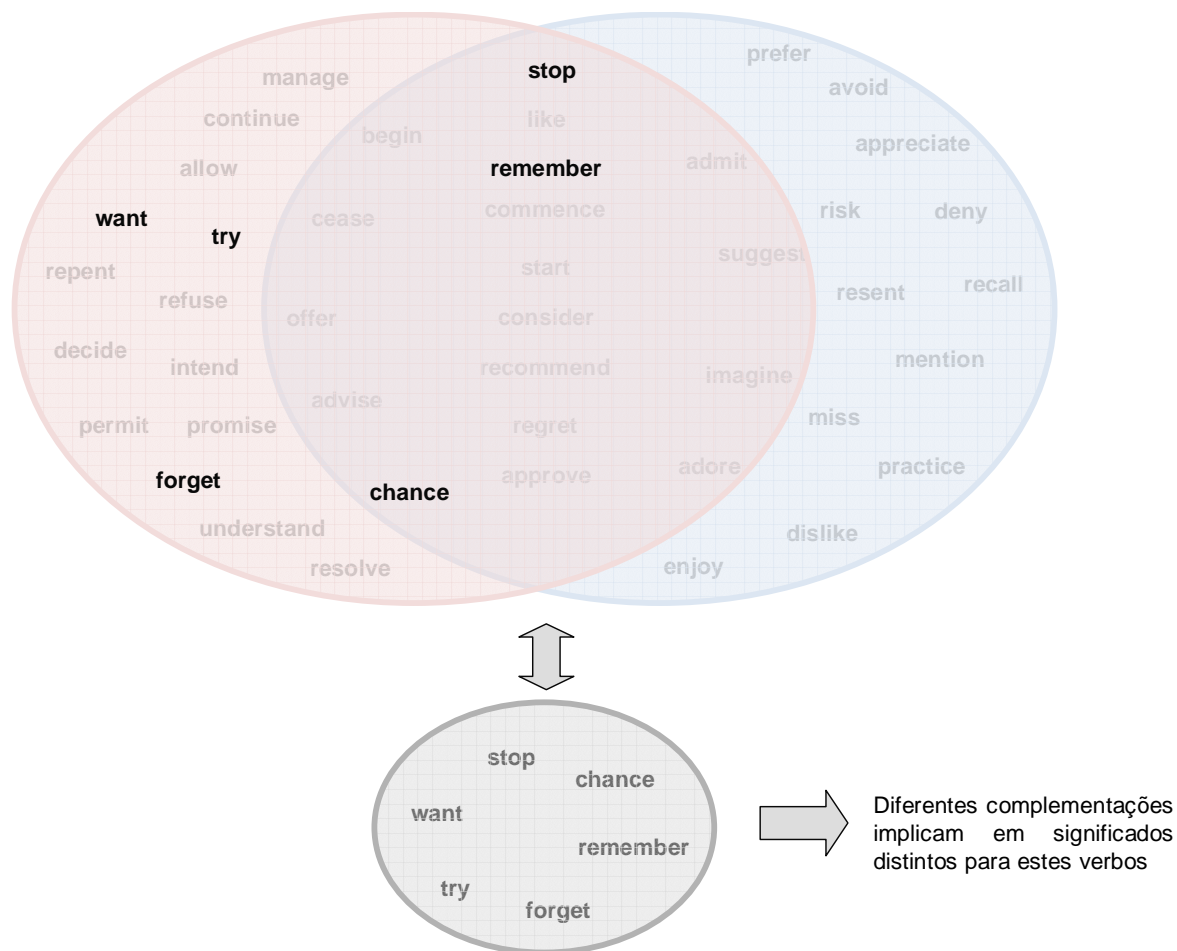 prefer
stop
manage
avoid
continue
like
begin
appreciate
allow
remember
admit
want
cease
commence
risk
deny
try
suggest
repent
start
refuse
resent
recall
offer
consider
decide
intend
recommend
imagine
mention
advise
permit
promise
regret
miss
forget
chance
approve
adore
practice
understand
dislike
resolve
enjoy
stop
chance
want
remember
try
forget
Diferentes complementações
implicam em significados
distintos para estes verbos